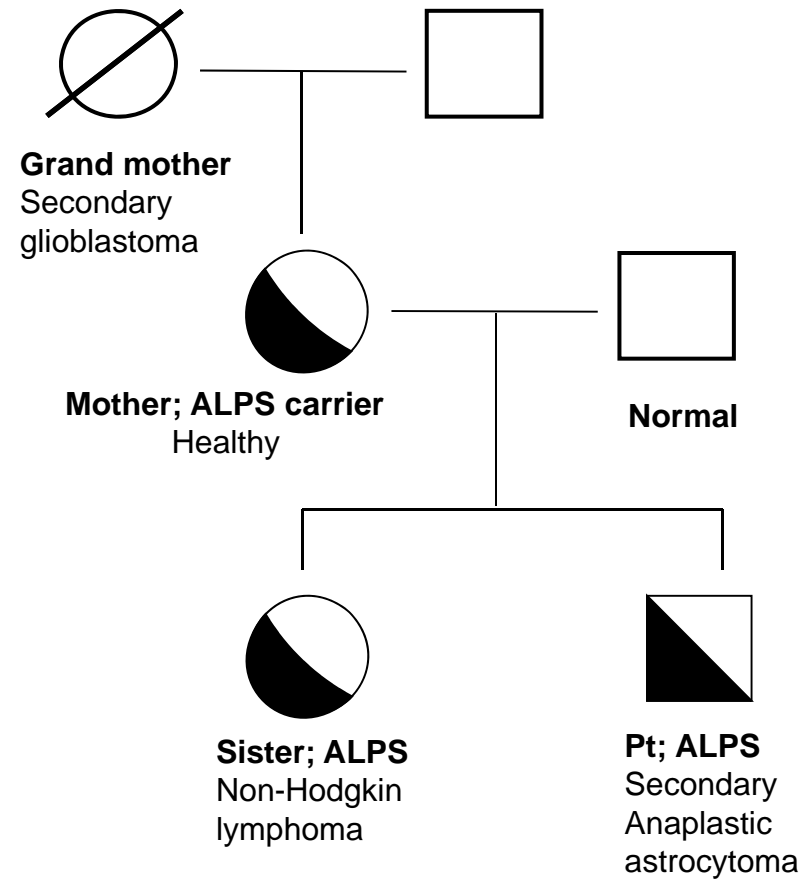 Grand mother
Secondary
glioblastoma
Mother; ALPS carrier
Healthy
Normal
Sister; ALPS
Non-Hodgkin
lymphoma
Pt; ALPS
Secondary
Anaplastic
astrocytoma